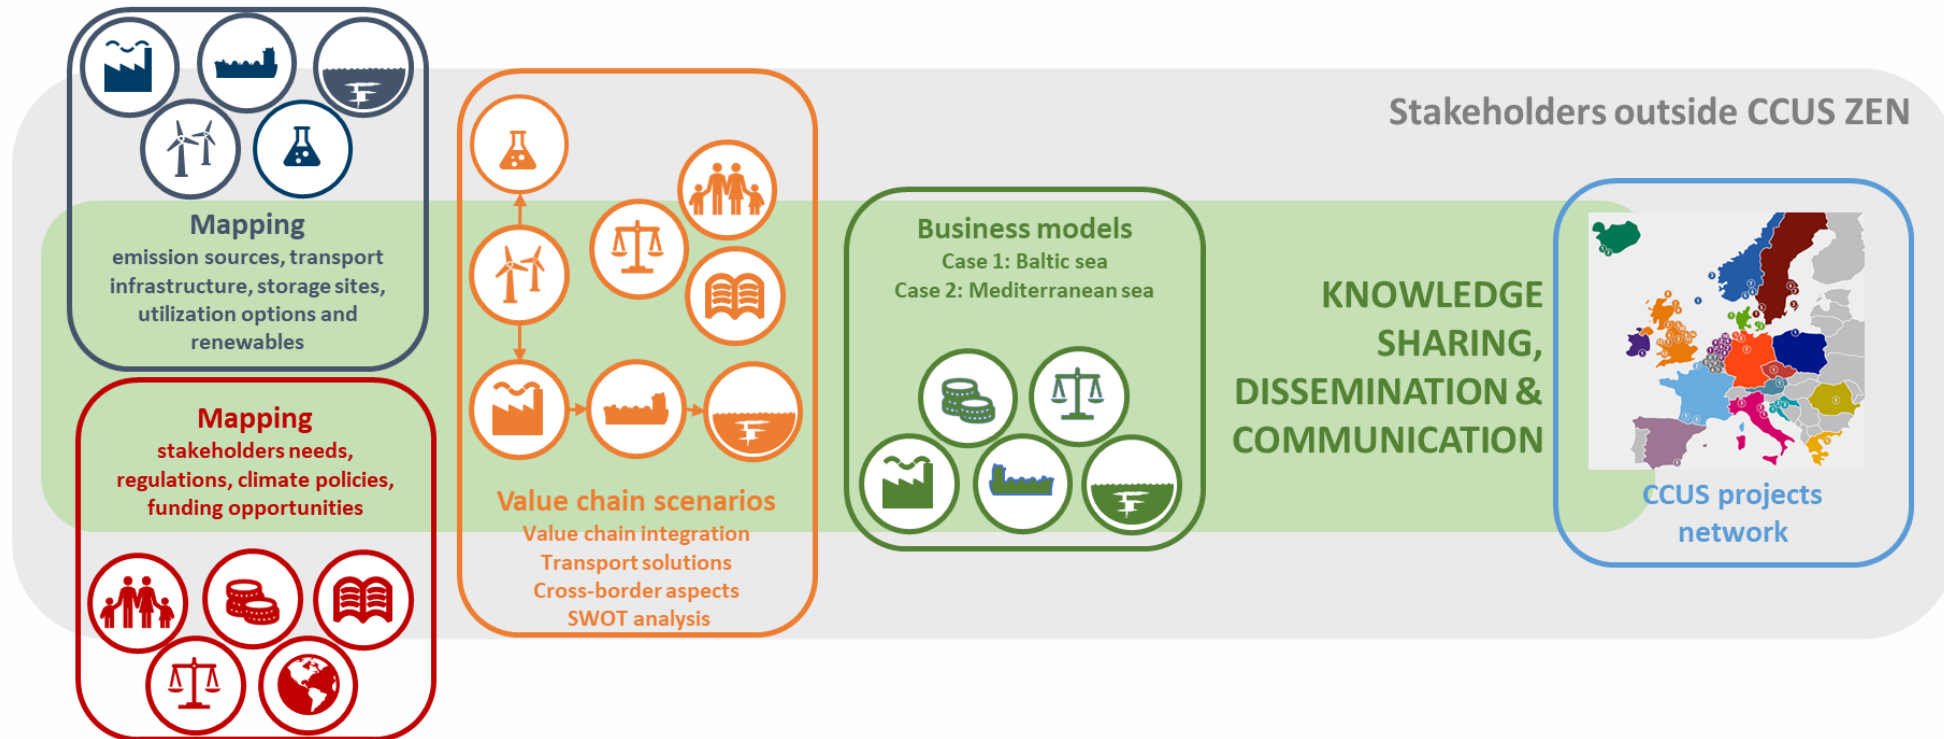 Mapping
emission sources, transport
infrastructure, storage sites,
utilization options and
renewables
Mapping
stakeholders needs,
regulations, climate policies,
funding opportunities
Value chain scenarios
Value chain integration
Transport solutions
Cross-border aspects
SWOT analysis
Business models
Case 1: Baltic sea
Case 2: Mediterranean sea
KNOWLEDGE
SHARING,
DISSEMINATION &
COMMUNICATION
Stakeholders outside CCUS ZEN
CCUS projects
network